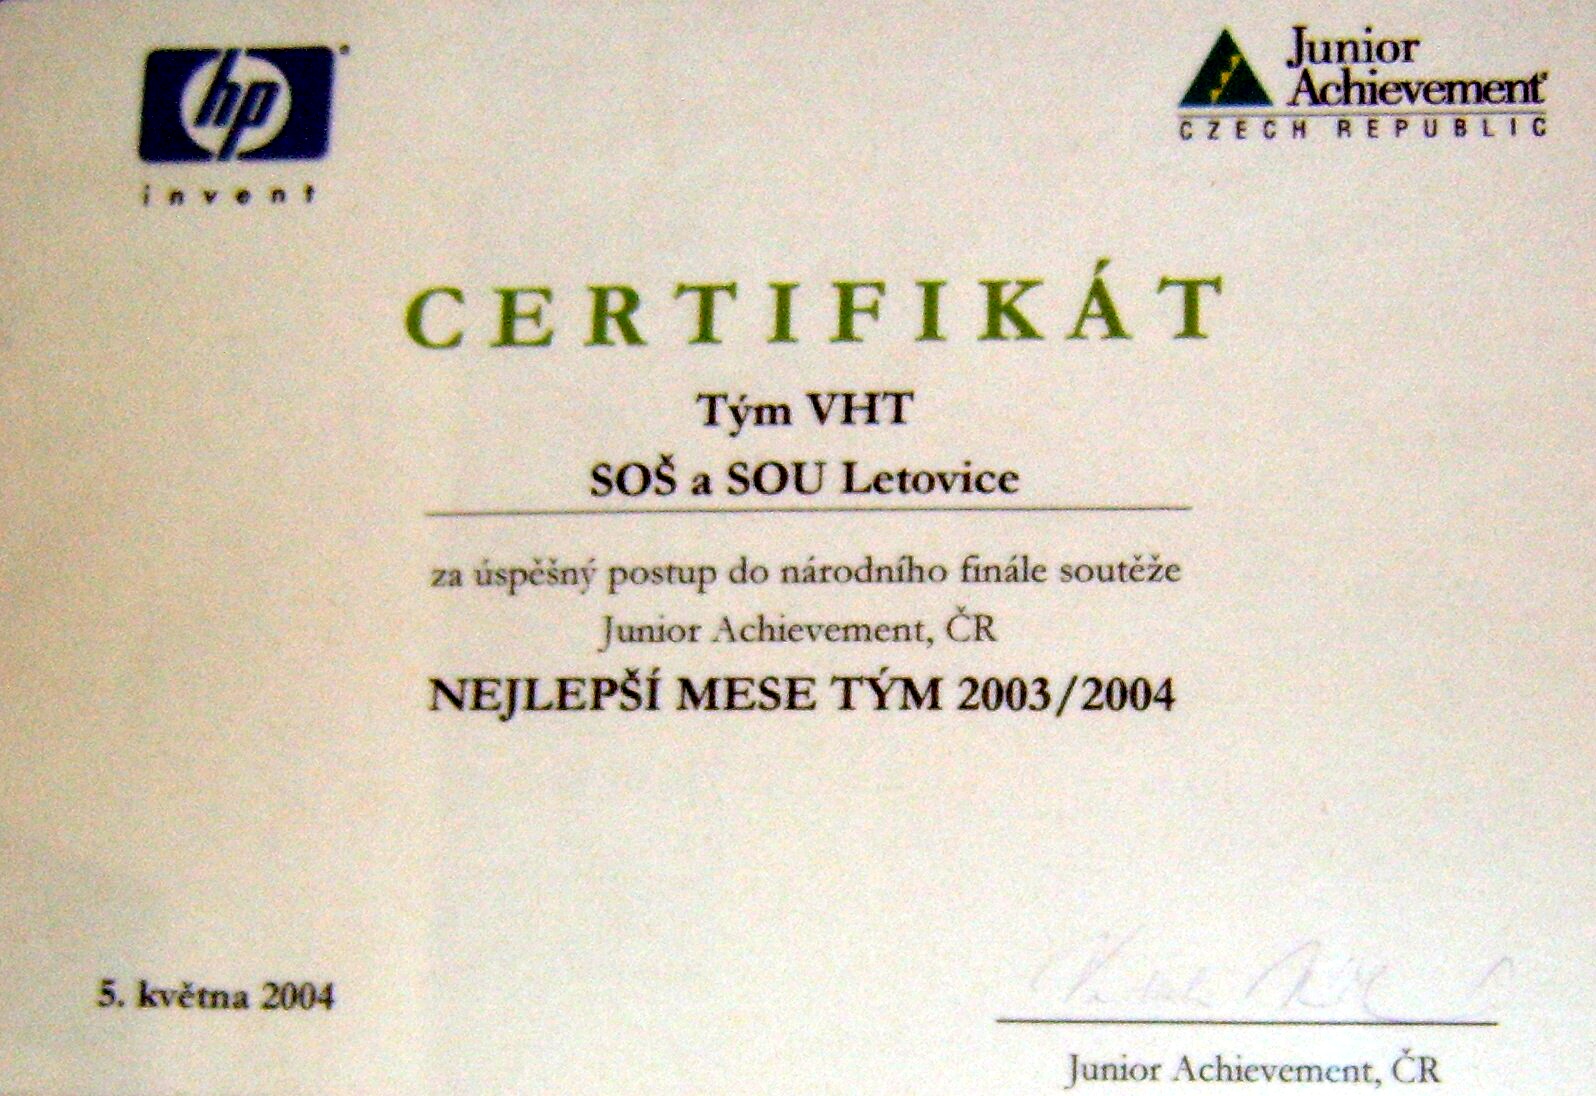 hp
invent
Junior
Achievement
CZECH REPUBLIC
CERTIFIKÁT
Tým VHT
SOŠ a SOU Letovice
za úspěšný postup do národního finále soutěže
Junior Achievement, ČR
NEJLEPŠÍ MESE TÝM 2003/2004
5. května 2004
Junior Achievement, ČR